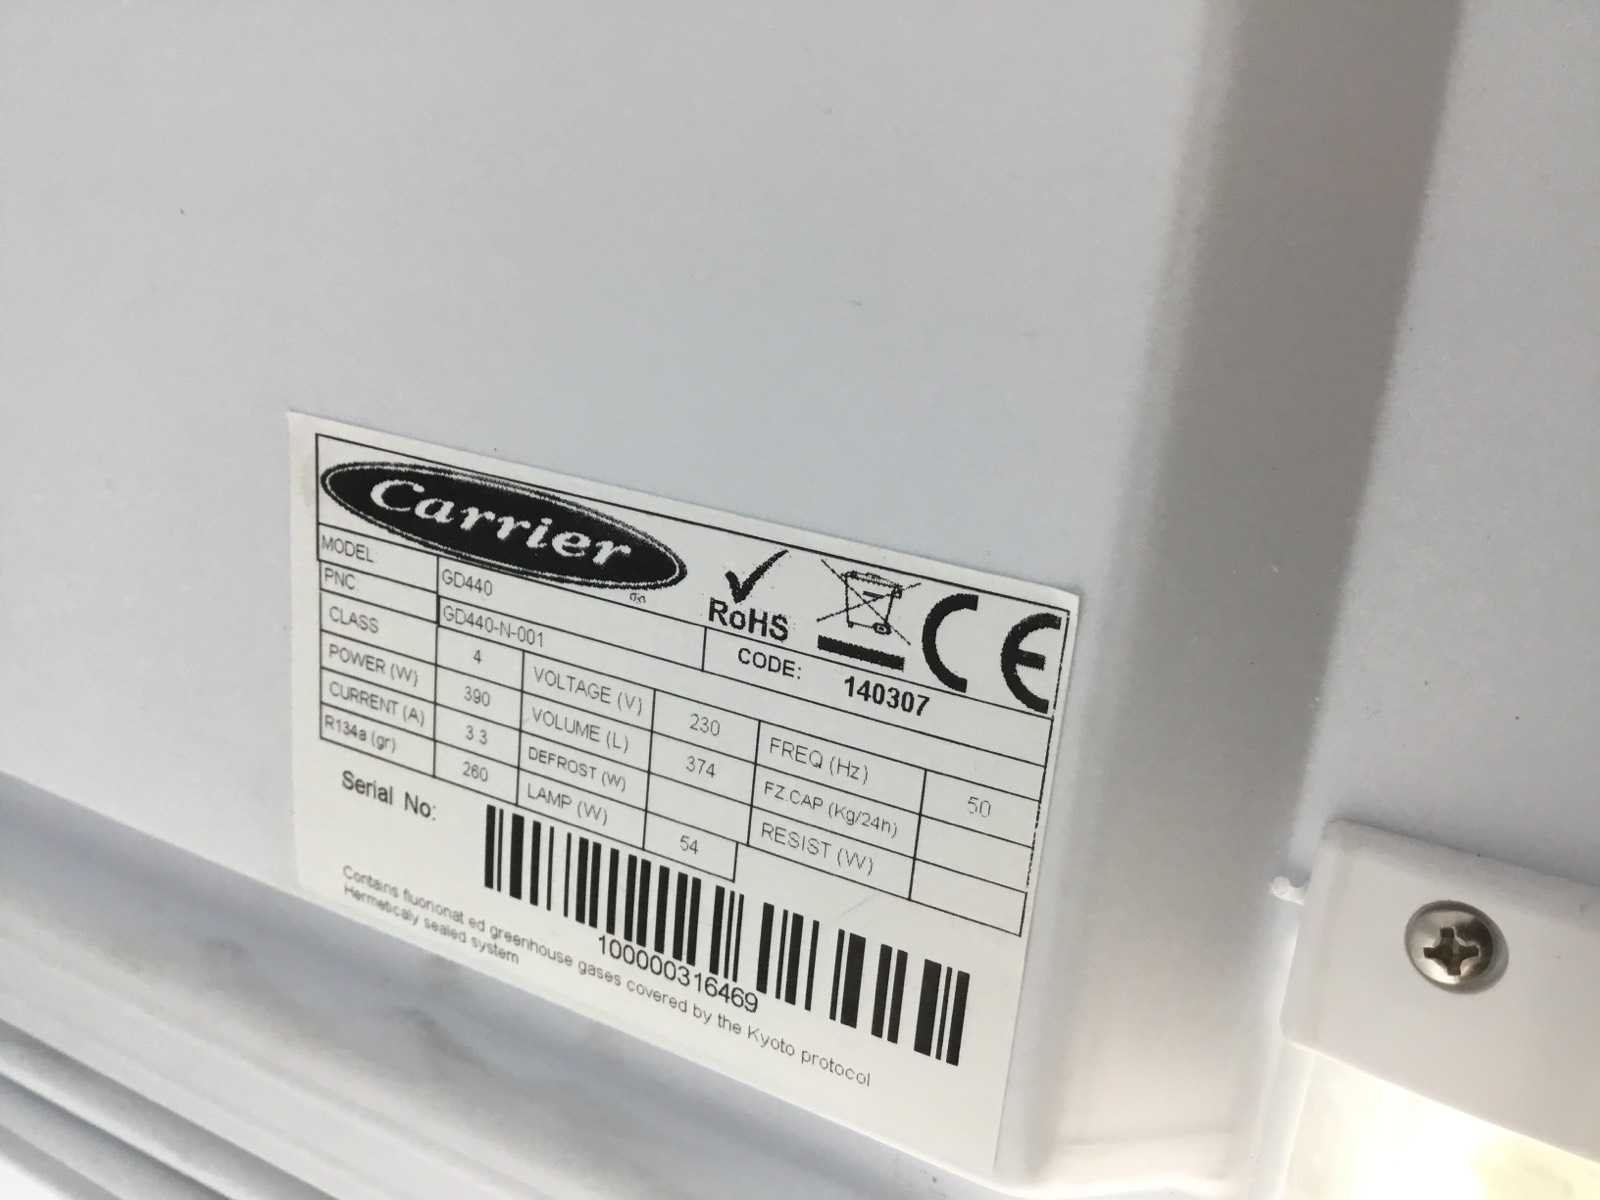 Carrier
RoHS
CE
MODEL GD440
PNC. GD440-N-001 CODE: 140307
CLASS 4 VOLTAGE (V) 230 FREQ (Hz) 50
POWER (W) 390 VOLUME (L) 374 FZ.CAP (Kg/24h)
CURRENT (A) 3.3 DEFROST (W) RESIST (W)
R134a (gr) 260 LAMP (W) 54
Serial No:
100000316469
Contains fluorionat ed greenhouse gases covered by the Kyoto protocol
Hermeticaly sealed system